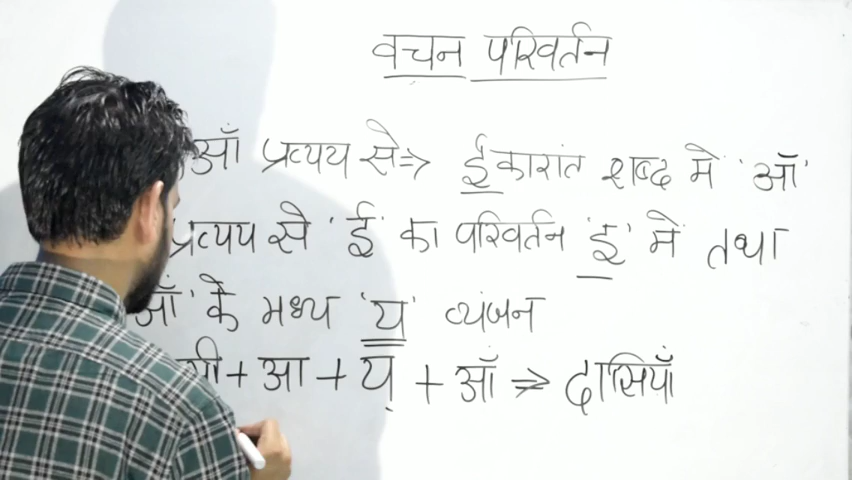 वचन परिवर्तन
आँ प्रत्यय से⇒ ईकारांत शब्द में 'आँ'
प्रत्यय से 'ई' का परिवर्तन 'इ' में तथा
आँ' के मध्य 'य' व्यंजन
+ आ + य् + आँ ⇒ दासियाँ